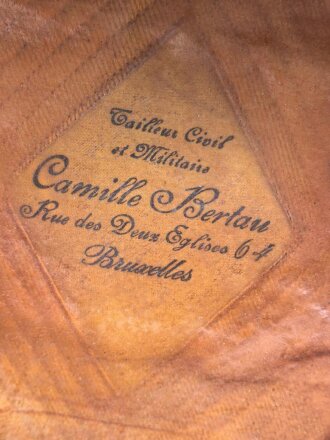 Tailleur Civil
et Militaire
Camille Bertau
Rue des Deux Eglises 64
Bruxelles